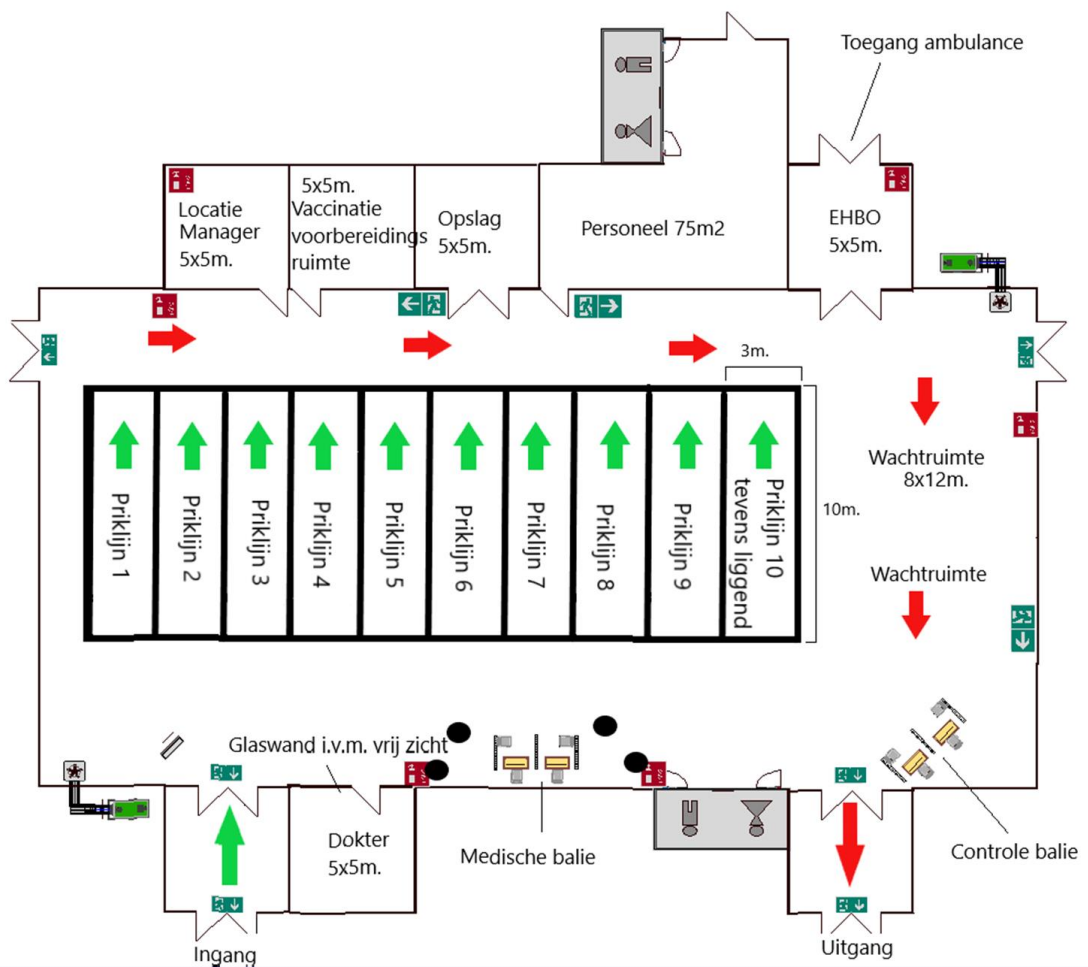 Toegang ambulance
Locatie
Manager
5x5m.
5x5m.
Vaccinatie
voorbereidings
ruimte
Opslag
5x5m.
Personeel 75m2
EHBO
5x5m.
3m.
10m.
Priklijn 1
Priklijn 2
Priklijn 3
Priklijn 4
Priklijn 5
Priklijn 6
Priklijn 7
Priklijn 8
Priklijn 9
Priklijn 10
tevens liggend
Wachtruimte
8x12m.
Wachtruimte
Glaswand i.v.m. vrij zicht
Dokter
5x5m.
Medische balie
Controle balie
Ingang
Uitgang